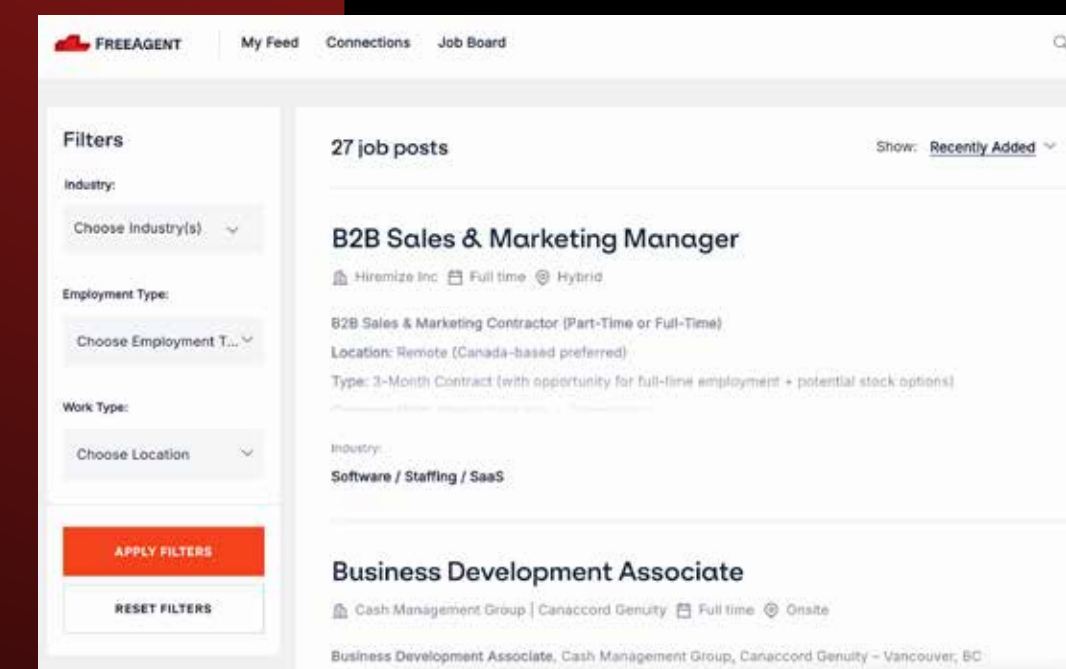 FREEAGENT
My Feed
Connections
Job Board
Filters
Industry:
Choose Industry(s)
Employment Type:
Choose Employment T...
Work Type:
Choose Location
APPLY FILTERS
RESET FILTERS
27 job posts
Show: Recently Added
B2B Sales & Marketing Manager
Hiremize Inc Full time Hybrid
B2B Sales & Marketing Contractor (Part-Time or Full-Time)
Location: Remote (Canada-based preferred)
Type: 3-Month Contract (with opportunity for full-time employment + potential stock options)
Industry:
Software / Staffing / SaaS
Business Development Associate
Cash Management Group | Canaccord Genuity Full time Onsite
Business Development Associate, Cash Management Group, Canaccord Genuity – Vancouver, BC